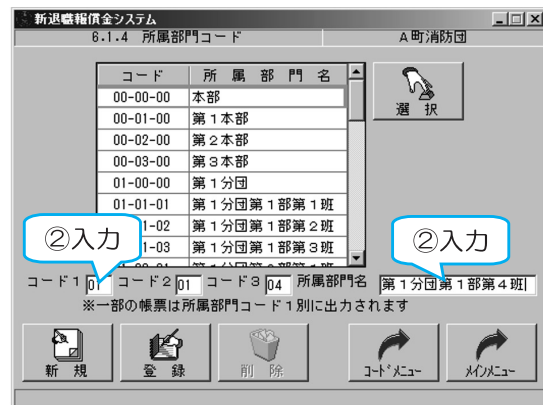 新退職報償金システム
6.1.4 所属部門コード A町消防団
コード 所属部門名
00-00-00 本部
00-01-00 第1本部
00-02-00 第2本部
00-03-00 第3本部
01-00-00 第1分団
01-01-01 第1分団第1部第1班
1-02 第1分団第1部第2班
1-03 第1分団第1部第3班
選択
②入力
②入力
コード1 01 コード2 01 コード3 04 所属部門名 第1分団第1部第4班
※一部の帳票は所属部門コード1別に出力されます
新規 登録 削除 コードメニュー メインメニュー